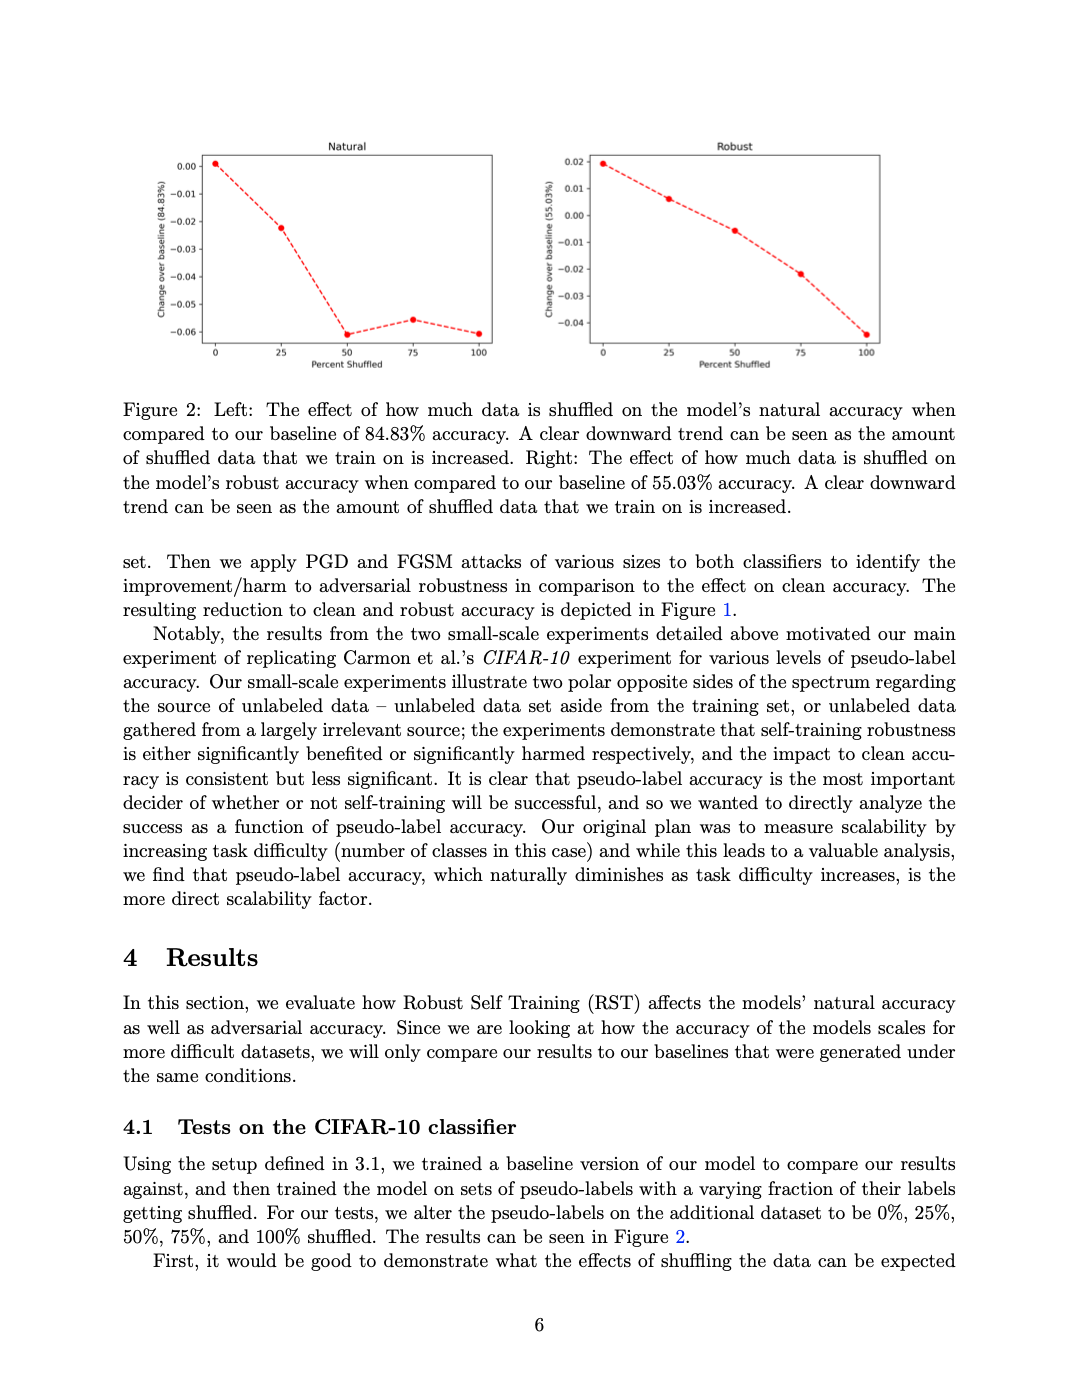 Natural
0.00
−0.01
−0.02
−0.03
−0.04
−0.05
−0.06
Change over baseline (84.83%)
0 25 50 75 100
Percent Shuffled
Robust
0.02
0.01
0.00
−0.01
−0.02
−0.03
−0.04
Change over baseline (55.03%)
0 25 50 75 100
Percent Shuffled
Figure 2: Left: The effect of how much data is shuffled on the model's natural accuracy when
compared to our baseline of 84.83% accuracy. A clear downward trend can be seen as the amount
of shuffled data that we train on is increased. Right: The effect of how much data is shuffled on
the model's robust accuracy when compared to our baseline of 55.03% accuracy. A clear downward
trend can be seen as the amount of shuffled data that we train on is increased.
set. Then we apply PGD and FGSM attacks of various sizes to both classifiers to identify the
improvement/harm to adversarial robustness in comparison to the effect on clean accuracy. The
resulting reduction to clean and robust accuracy is depicted in Figure 1.
Notably, the results from the two small-scale experiments detailed above motivated our main
experiment of replicating Carmon et al.'s CIFAR-10 experiment for various levels of pseudo-label
accuracy. Our small-scale experiments illustrate two polar opposite sides of the spectrum regarding
the source of unlabeled data – unlabeled data set aside from the training set, or unlabeled data
gathered from a largely irrelevant source; the experiments demonstrate that self-training robustness
is either significantly benefited or significantly harmed respectively, and the impact to clean accu-
racy is consistent but less significant. It is clear that pseudo-label accuracy is the most important
decider of whether or not self-training will be successful, and so we wanted to directly analyze the
success as a function of pseudo-label accuracy. Our original plan was to measure scalability by
increasing task difficulty (number of classes in this case) and while this leads to a valuable analysis,
we find that pseudo-label accuracy, which naturally diminishes as task difficulty increases, is the
more direct scalability factor.
4 Results
In this section, we evaluate how Robust Self Training (RST) affects the models' natural accuracy
as well as adversarial accuracy. Since we are looking at how the accuracy of the models scales for
more difficult datasets, we will only compare our results to our baselines that were generated under
the same conditions.
4.1 Tests on the CIFAR-10 classifier
Using the setup defined in 3.1, we trained a baseline version of our model to compare our results
against, and then trained the model on sets of pseudo-labels with a varying fraction of their labels
getting shuffled. For our tests, we alter the pseudo-labels on the additional dataset to be 0%, 25%,
50%, 75%, and 100% shuffled. The results can be seen in Figure 2.
First, it would be good to demonstrate what the effects of shuffling the data can be expected
6